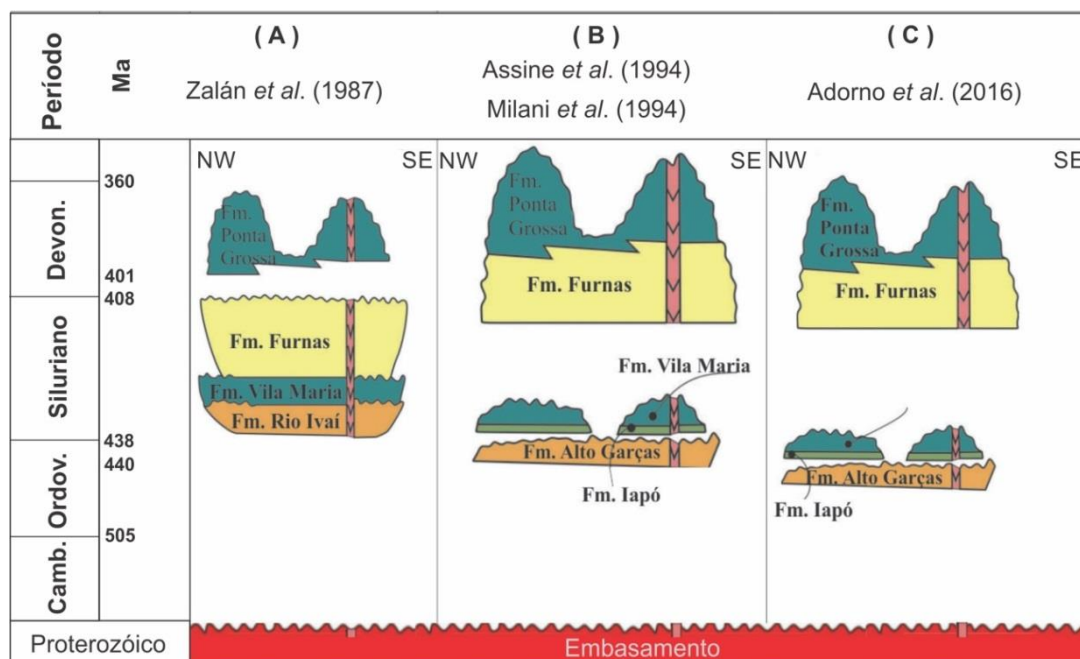 Período
Ma
( A )
Zalán et al. (1987)
( B )
Assine et al. (1994)
Milani et al. (1994)
( C )
Adorno et al. (2016)
NW
SE
NW
SE
NW
SE
Devon.
Siluriano
Ordov.
Camb.
360
401
408
438
440
505
Fm.
Ponta
Grossa
Fm. Furnas
Fm. Vila Maria
Fm. Rio Ivaí
Fm.
Ponta
Grossa
Fm. Furnas
Fm. Vila Maria
Fm. Alto Garças
Fm. Iapó
Fm.
Ponta
Grossa
Fm. Furnas
Fm. Alto Garças
Fm. Iapó
Proterozóico
Embasamento